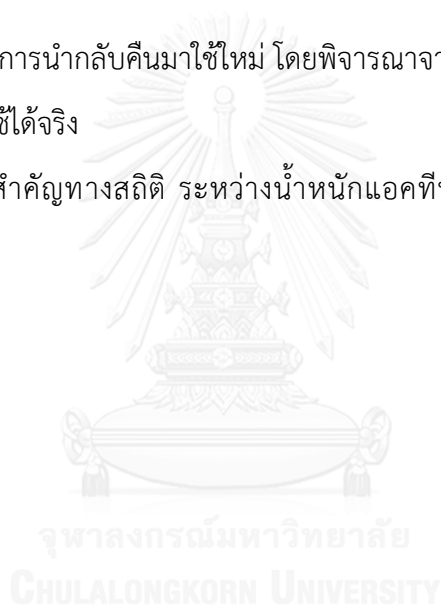 การนำกลับคืนมาใช้ใหม่ โดยพิจารณาจา
ช้ได้จริง
สำคัญทางสถิติ ระหว่างน้ำหนักแอคที
จุฬาลงกรณ์มหาวิทยาลัย
CHULALONGKORN UNIVERSITY